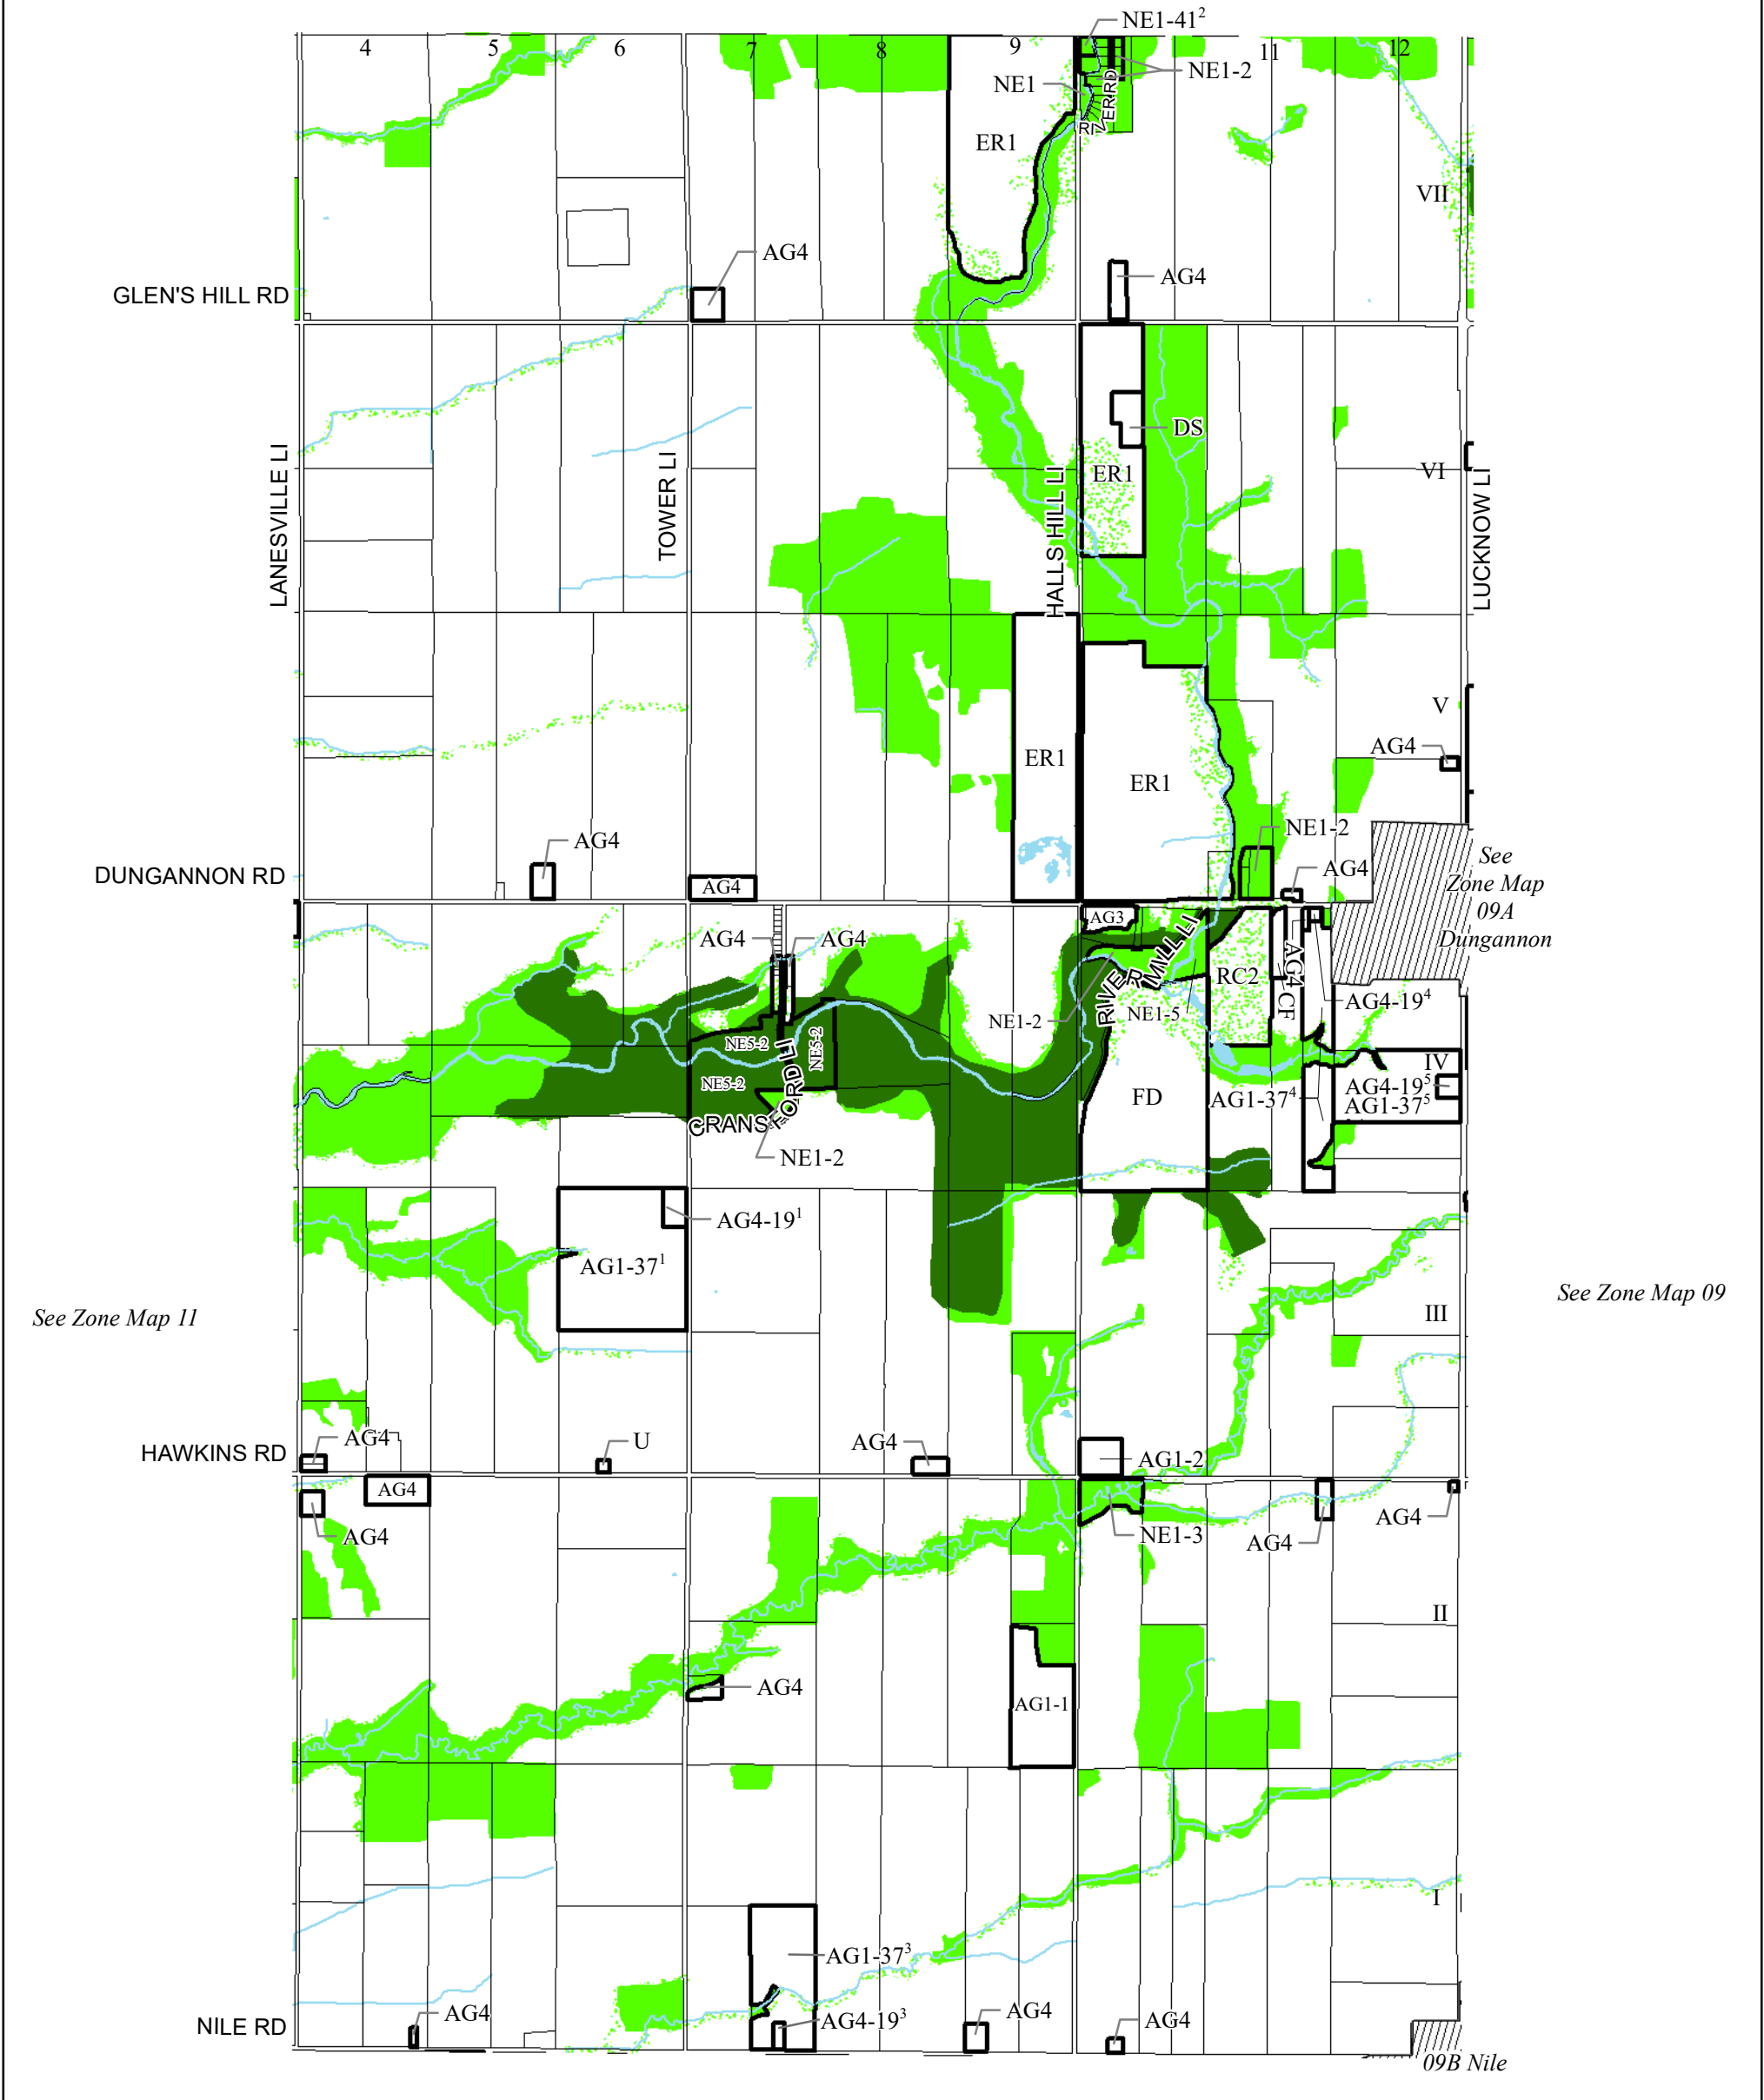 NE1-41²
4 5 6 7 8 9 11 12
NE1-2
NE1
RIVER RD
ER1
VII
AG4
AG4
GLEN'S HILL RD
DS
ER1
VI
LANESVILLE LI
TOWER LI
HALLS HILL LI
LUCKNOW LI
V
AG4
ER1
ER1
NE1-2
AG4
AG4
See
Zone Map
09A
Dungannon
DUNGANNON RD
AG4
AG3
AG4
AG4
RIVER MILL LI
RC2
AG4
CF
AG4-19⁴
NE1-2
NE1-5
NE5-2
NE5-2
NE5-2
IV
FD
AG1-37⁴
AG4-19⁵
AG1-37⁵
CRANSFORD LI
NE1-2
AG4-19¹
AG1-37¹
See Zone Map 11
See Zone Map 09
III
AG4
U
AG4
HAWKINS RD
AG1-2
AG4
AG4
NE1-3
AG4
AG4
II
AG4
AG1-1
I
AG1-37³
AG4
AG4-19³
AG4
AG4
NILE RD
09B Nile